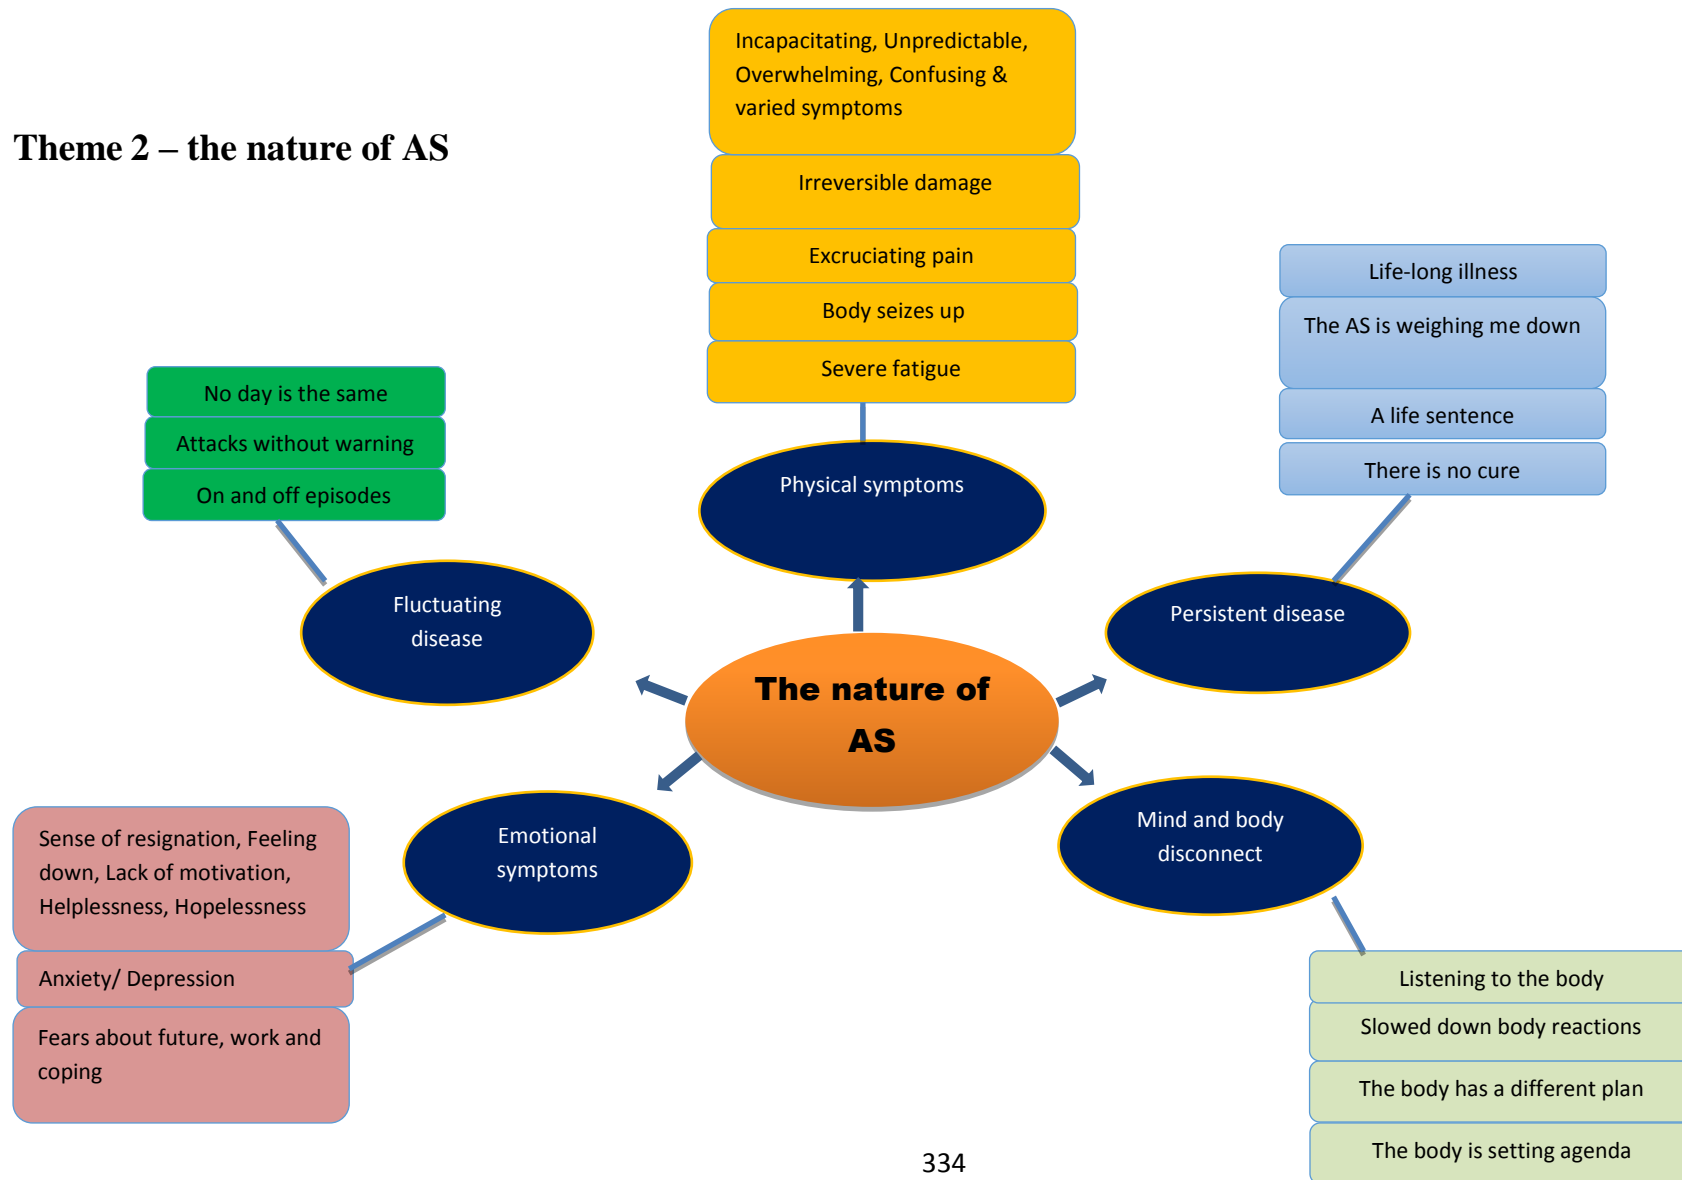 Theme 2 – the nature of AS
Incapacitating, Unpredictable,
Overwhelming, Confusing &
varied symptoms
Irreversible damage
Excruciating pain
Body seizes up
Severe fatigue
Physical symptoms
Life-long illness
The AS is weighing me down
A life sentence
There is no cure
Persistent disease
No day is the same
Attacks without warning
On and off episodes
Fluctuating
disease
The nature of
AS
Emotional
symptoms
Sense of resignation, Feeling
down, Lack of motivation,
Helplessness, Hopelessness
Anxiety/ Depression
Fears about future, work and
coping
Mind and body
disconnect
Listening to the body
Slowed down body reactions
The body has a different plan
The body is setting agenda
334